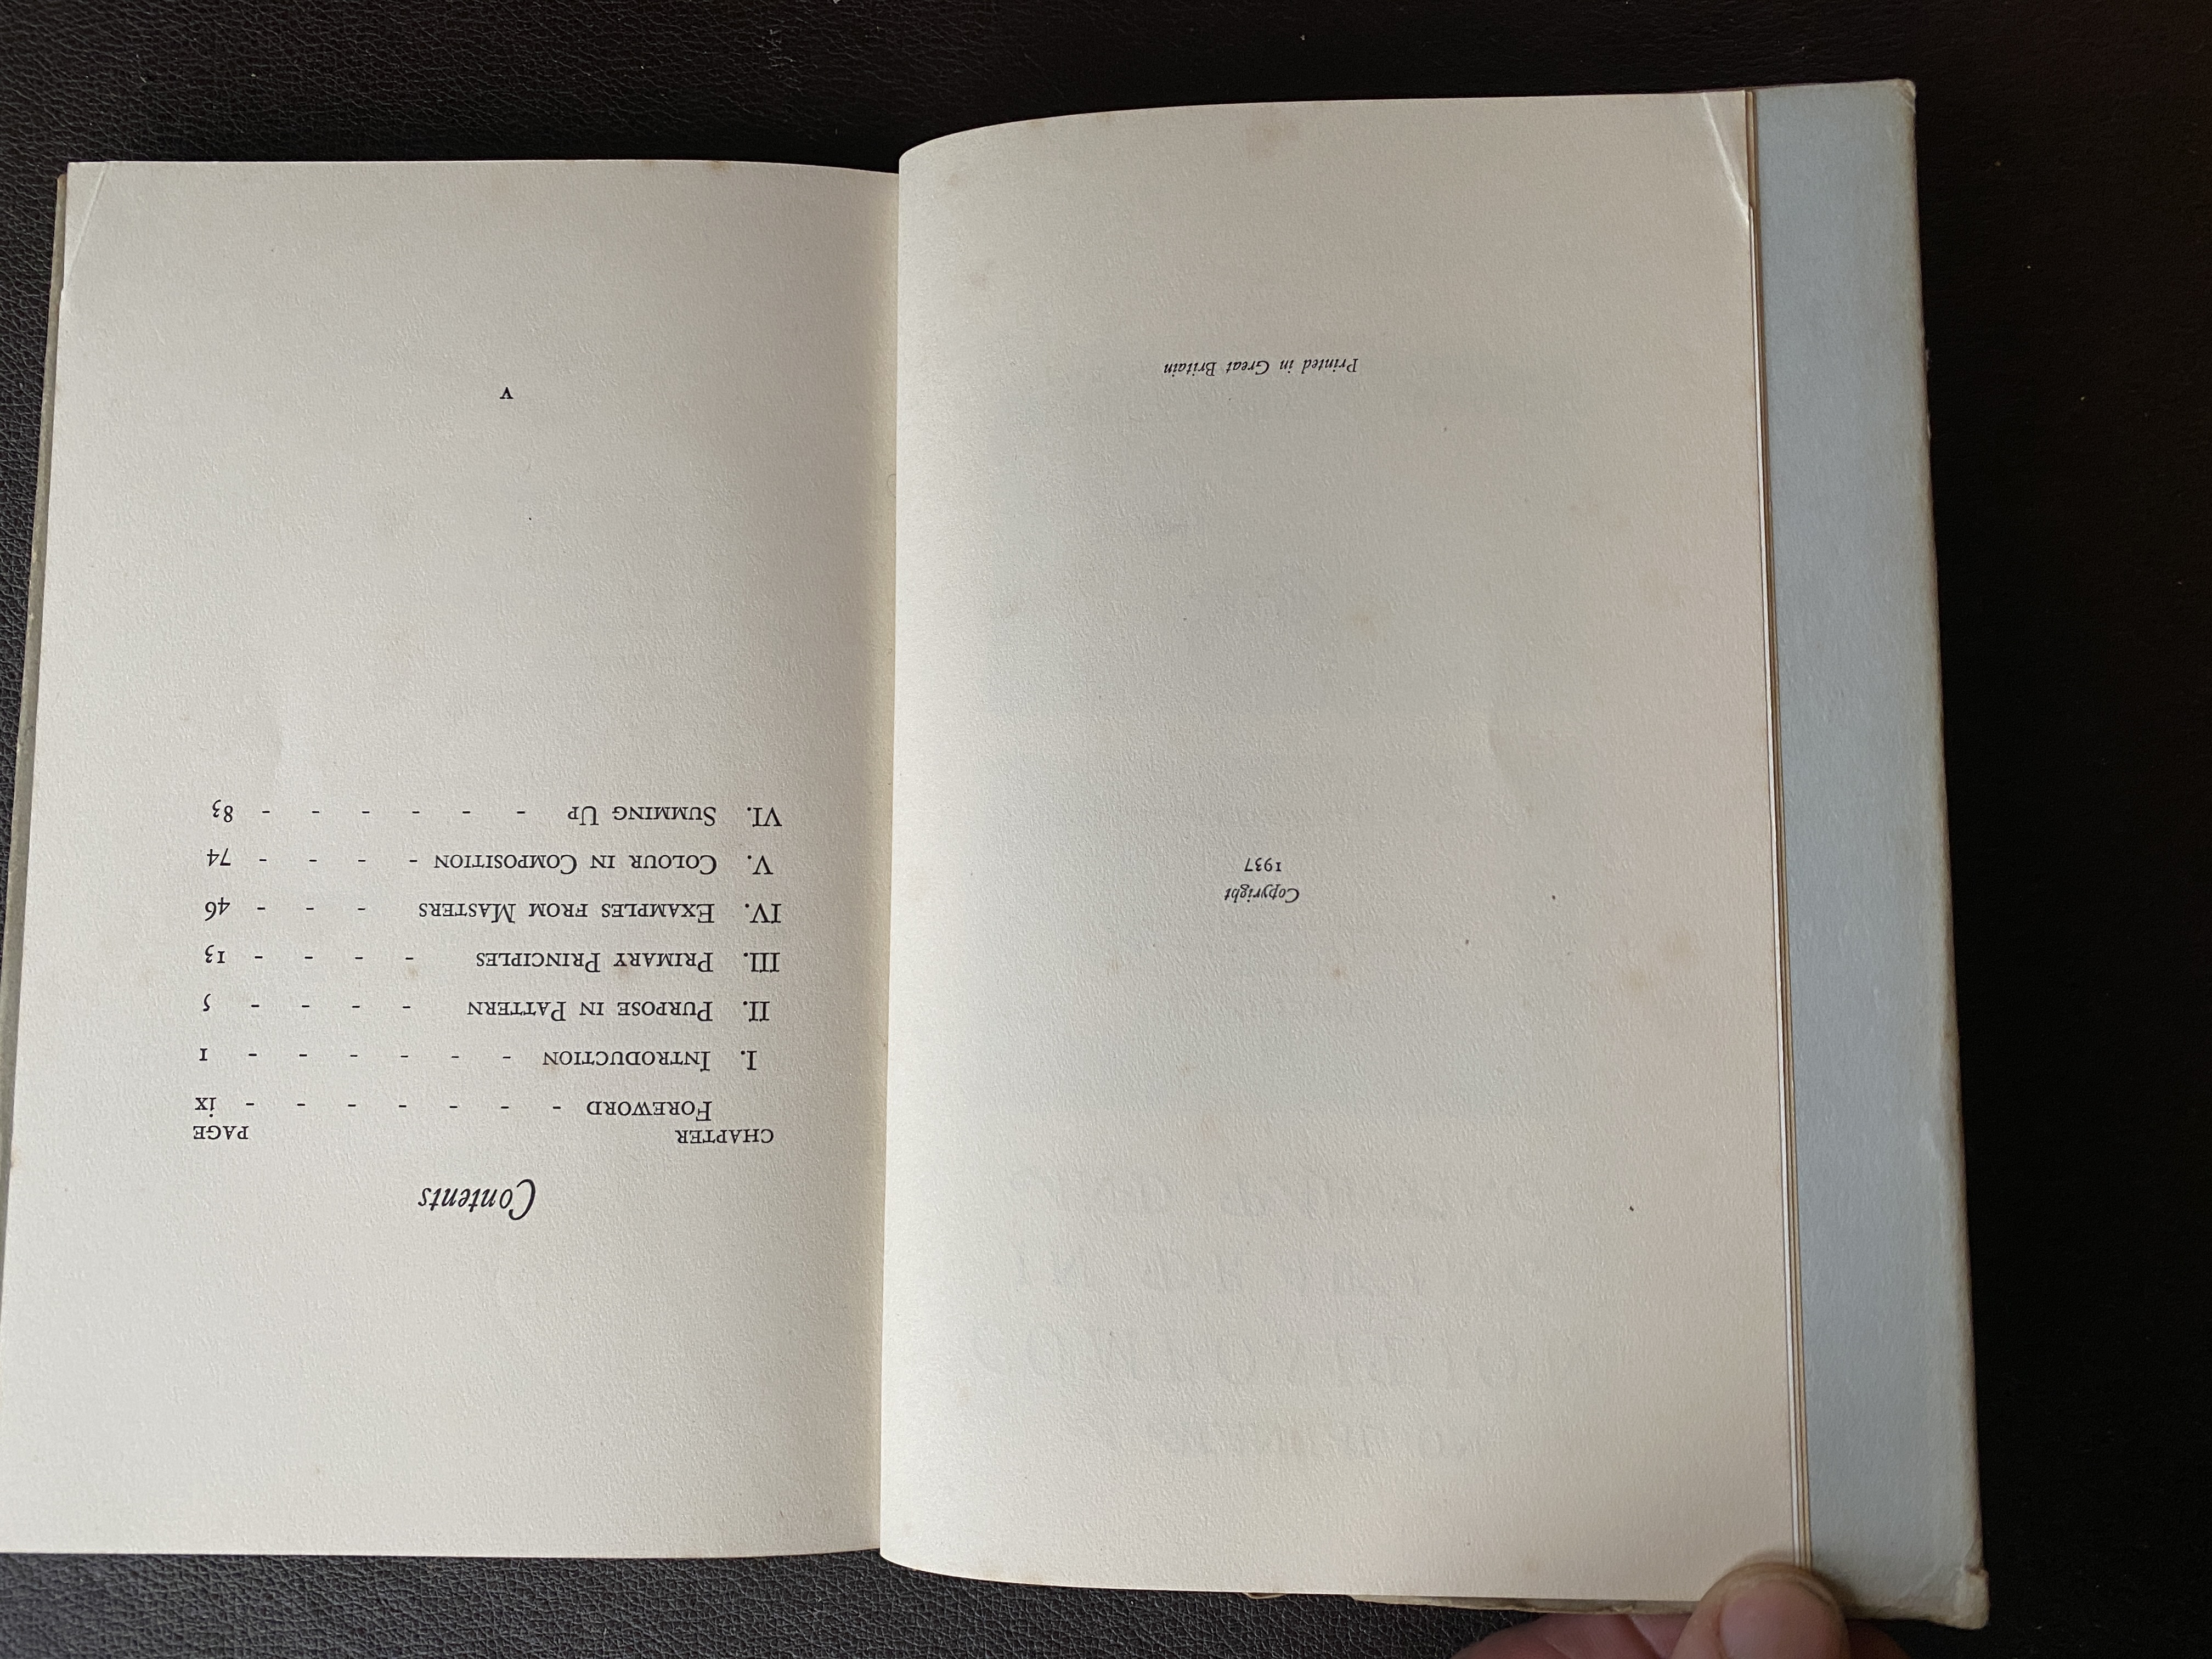 Copyright
1937
Printed in Great Britain
Contents
CHAPTER PAGE
FOREWORD - - - - - - - ix
I. INTRODUCTION - - - - - - 1
II. PURPOSE IN PATTERN - - - - 5
III. PRIMARY PRINCIPLES - - - - 13
IV. EXAMPLES FROM MASTERS - - - 46
V. COLOUR IN COMPOSITION - - - - 74
VI. SUMMING UP - - - - - - 83
v